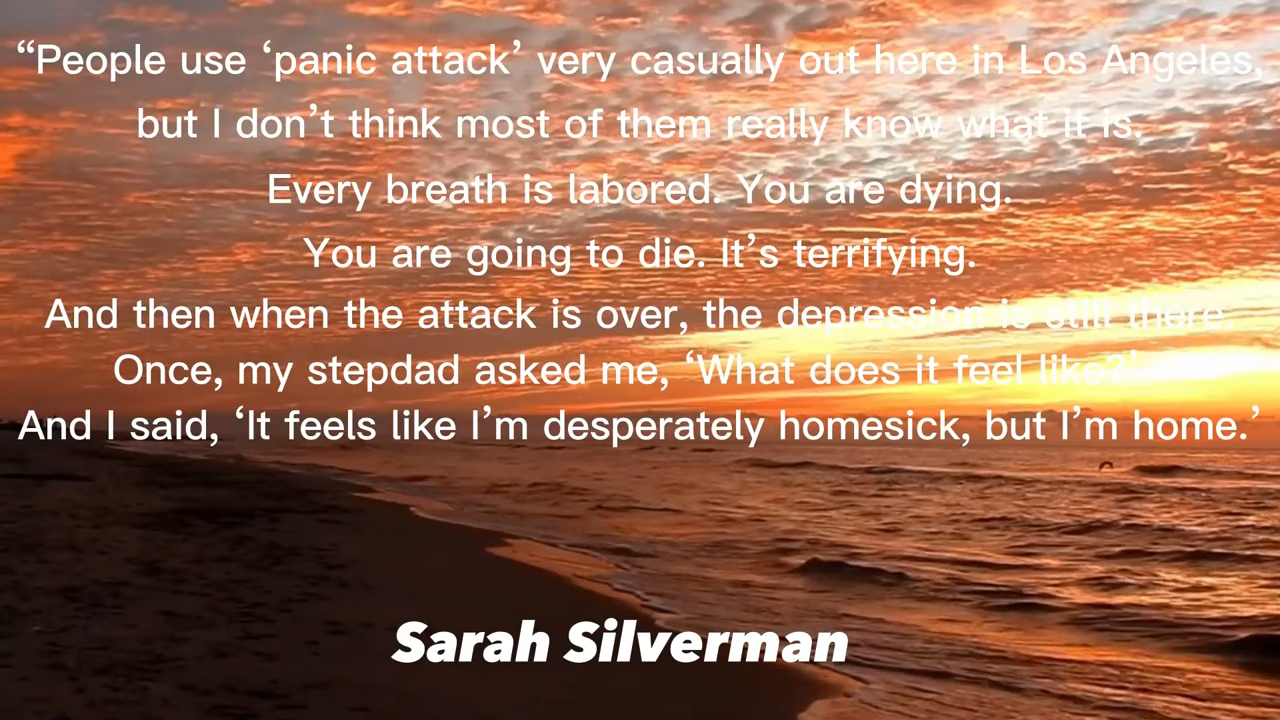 “People use ‘panic attack’ very casually out here in Los Angeles,
but I don’t think most of them really know what it is.
Every breath is labored. You are dying.
You are going to die. It’s terrifying.
And then when the attack is over, the depression is still there.
Once, my stepdad asked me, ‘What does it feel like?’
And I said, ‘It feels like I’m desperately homesick, but I’m home.’
Sarah Silverman